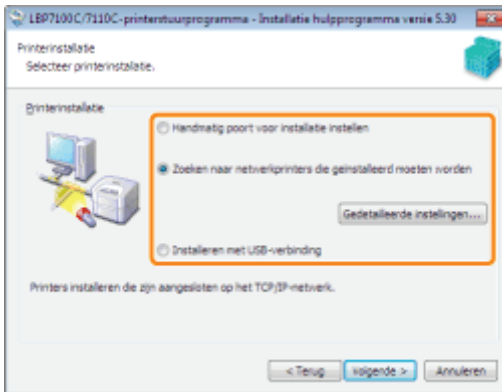 LBP7100C/7110C-printerstuurprogramma - Installatie hulpprogramma versie 5.30
Printerinstallatie
Selecteer printerinstalatie.
Printerinstallatie
Handmatig poort voor installatie instellen
Zoeken naar netwerkprinters die geïnstalleerd moeten worden
Gedetailleerde instellingen...
Installeren met USB-verbinding
Printers installeren die zijn aangesloten op het TCP/IP-netwerk.
< Terug Volgende > Annuleren